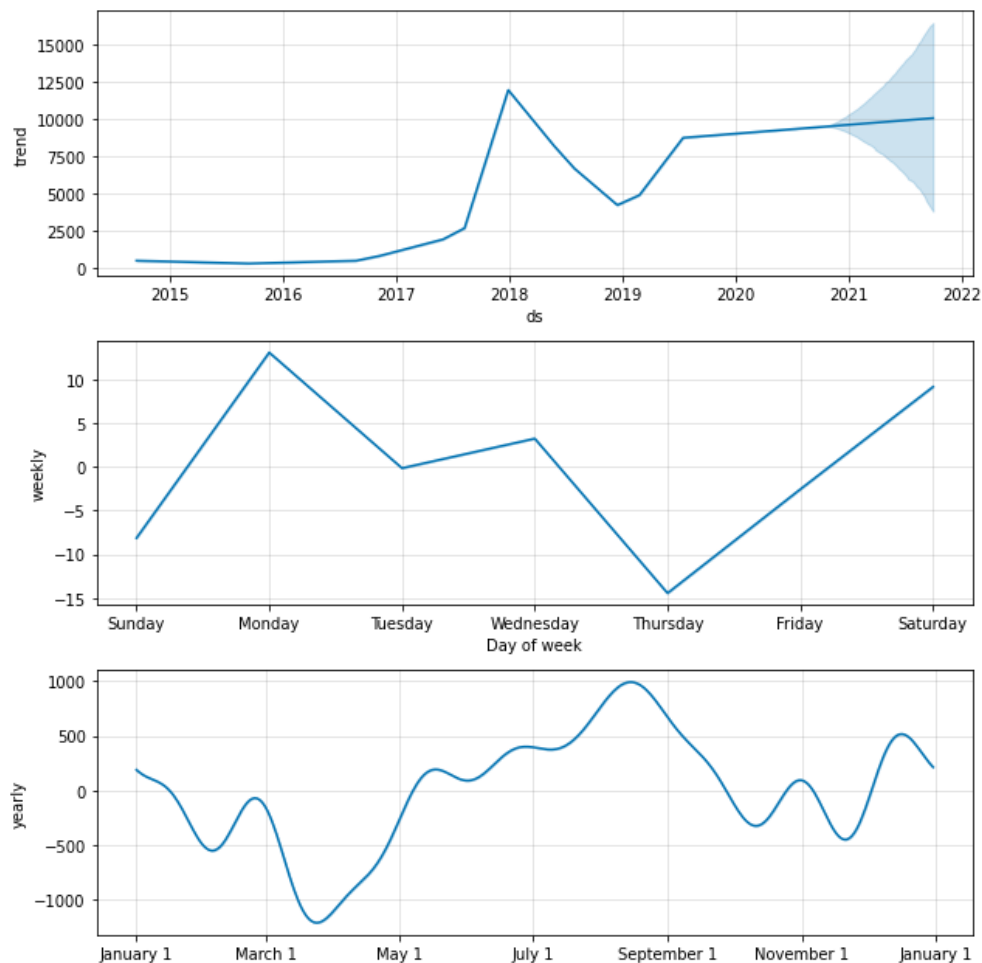 15000
12500
10000
7500
5000
2500
0
trend
2015 2016 2017 2018 2019 2020 2021 2022
ds
10
5
0
−5
−10
−15
weekly
Sunday Monday Tuesday Wednesday Thursday Friday Saturday
Day of week
1000
500
0
−500
−1000
yearly
January 1 March 1 May 1 July 1 September 1 November 1 January 1